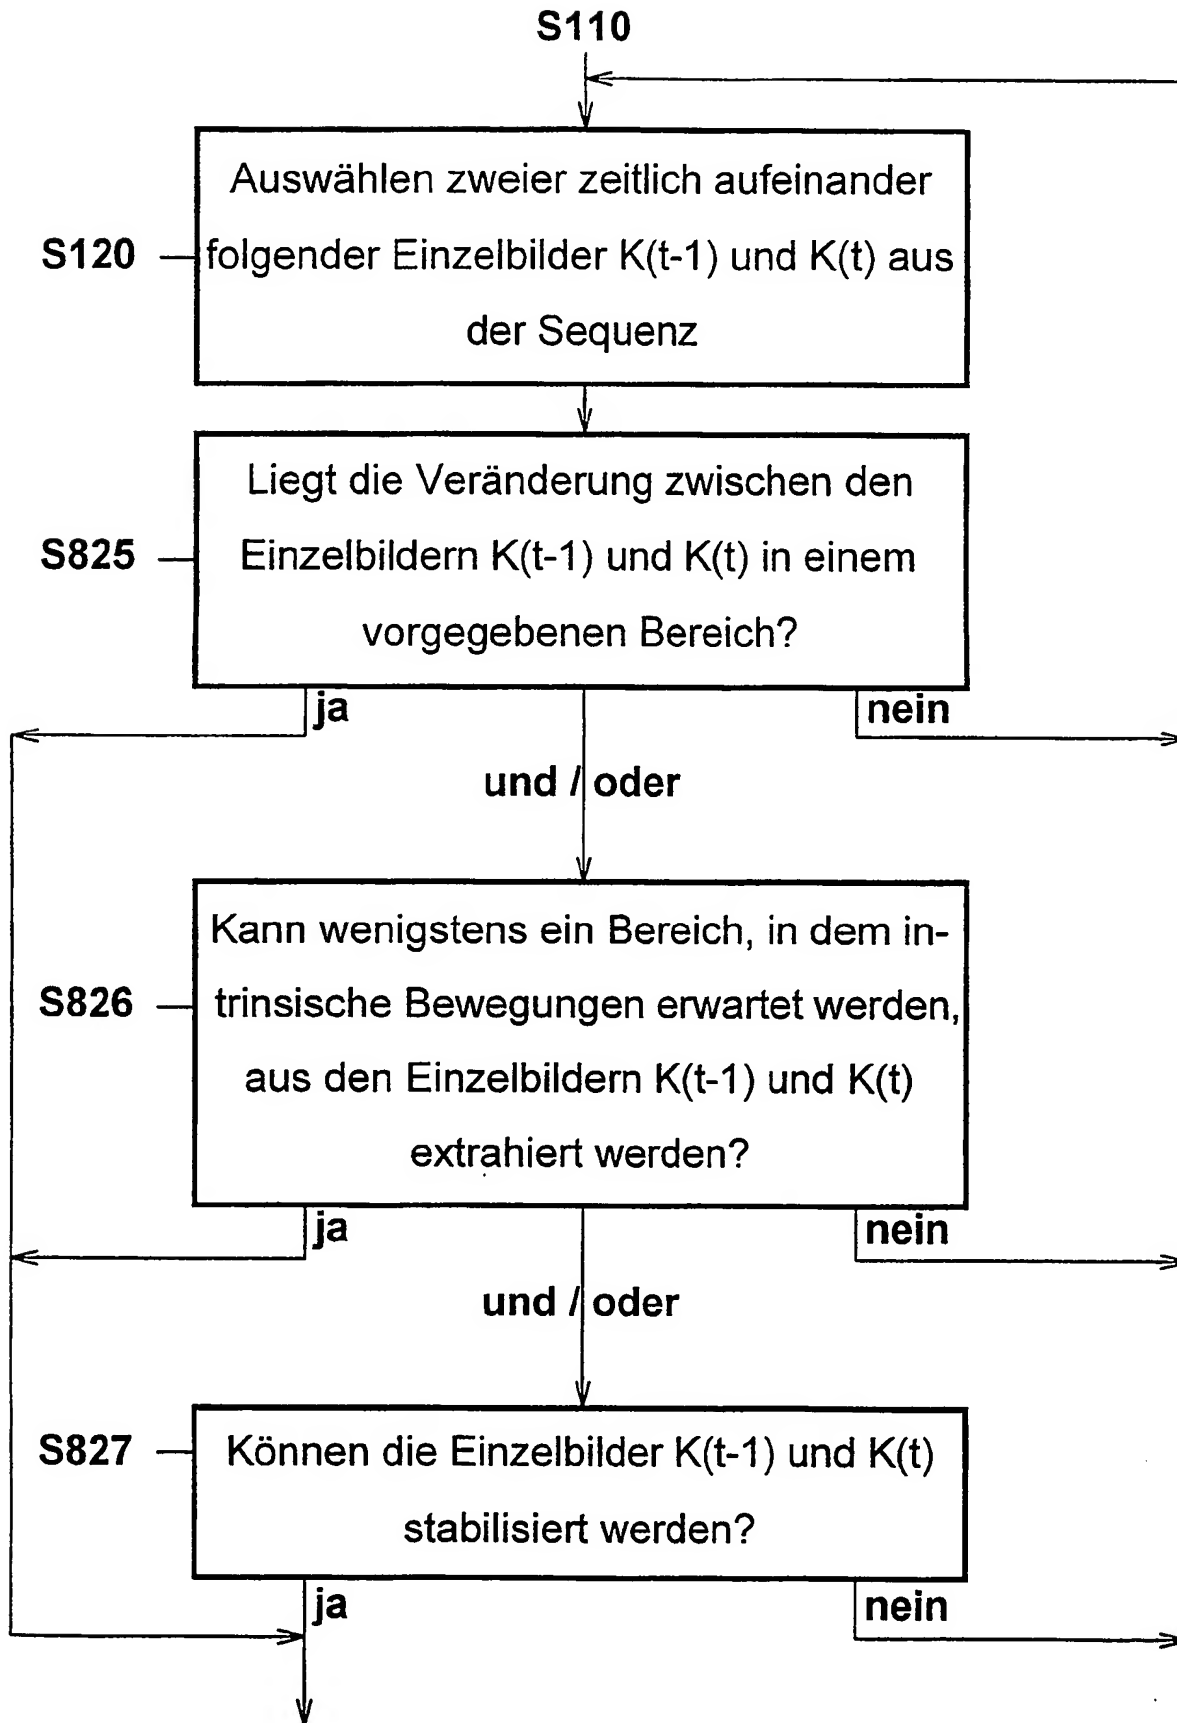 S110
Auswählen zweier zeitlich aufeinander
S120
folgender Einzelbilder K(t-1) und K(t) aus
der Sequenz
Liegt die Veränderung zwischen den
S825
Einzelbildern K(t-1) und K(t) in einem
vorgegebenen Bereich?
ja
nein
und / oder
Kann wenigstens ein Bereich, in dem in-
S826
trinsische Bewegungen erwartet werden,
aus den Einzelbildern K(t-1) und K(t)
extrahiert werden?
ja
nein
und / oder
S827
Können die Einzelbilder K(t-1) und K(t)
stabilisiert werden?
ja
nein